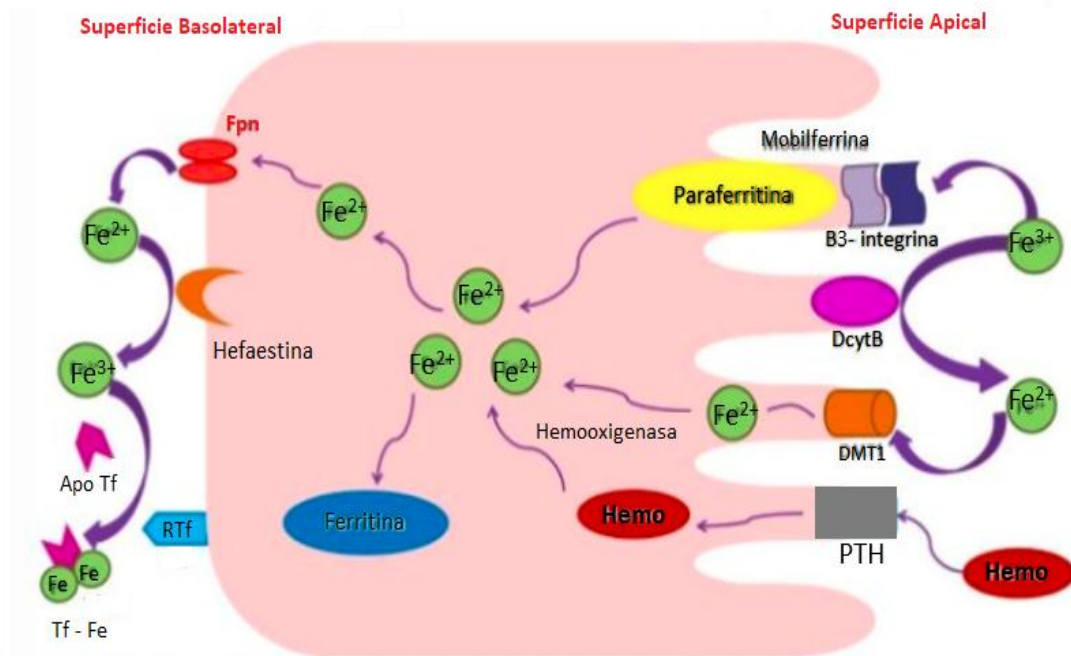 Superficie Basolateral
Superficie Apical
Fpn
Mobilferrina
Paraferritina
B3- integrina
Fe3+
Fe2+
Fe2+
Fe2+
DcytB
Hefaestina
Fe3+
Fe2+
Fe2+
Fe2+
Fe2+
Hemooxigenasa
DMT1
Apo Tf
RTf
Ferritina
Hemo
PTH
Hemo
Fe
Fe
Tf - Fe